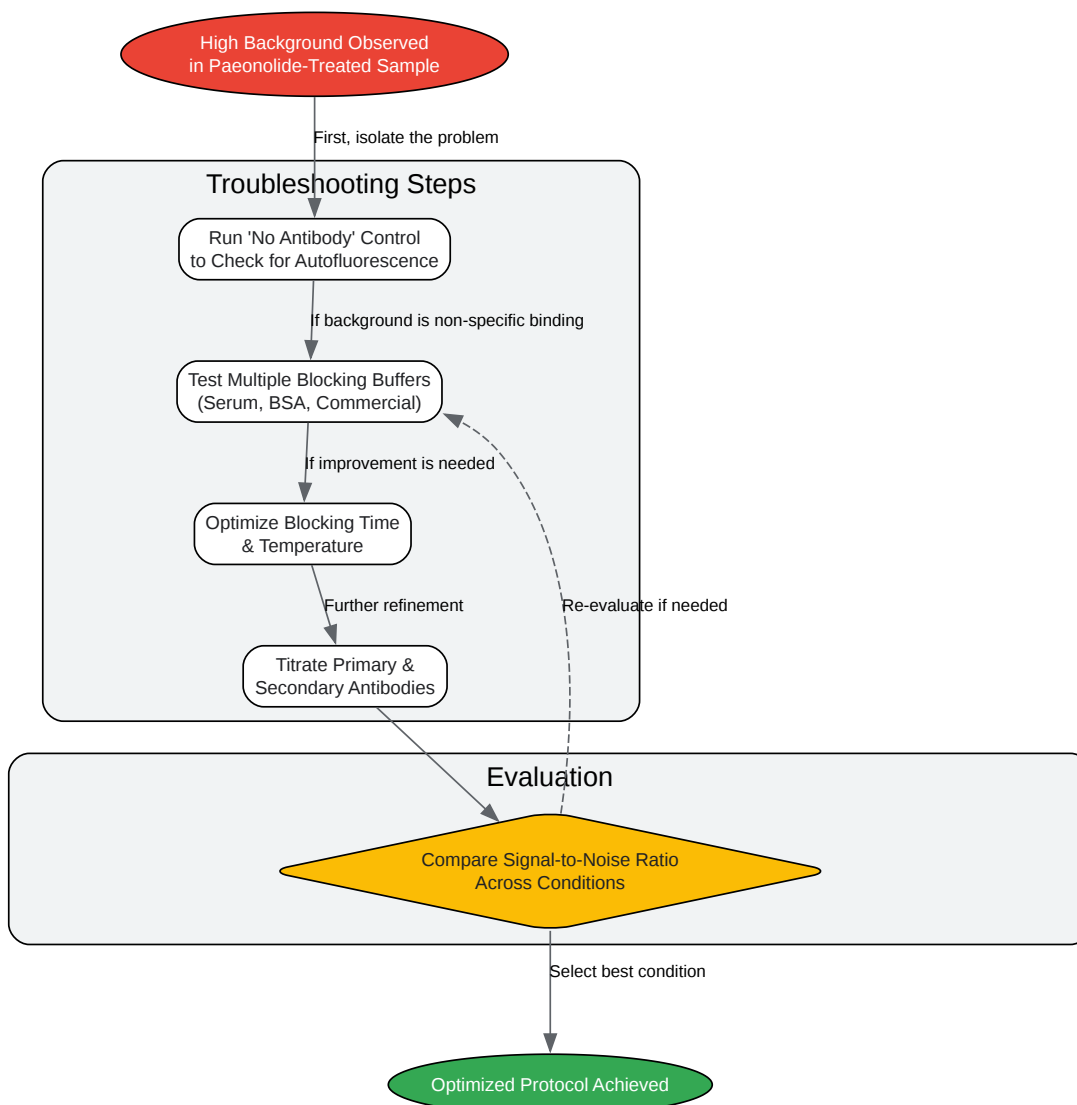 High Background Observed
in Paeonolide-Treated Sample
First, isolate the problem
Troubleshooting Steps
Run 'No Antibody' Control
to Check for Autofluorescence
If background is non-specific binding
Test Multiple Blocking Buffers
(Serum, BSA, Commercial)
If improvement is needed
Optimize Blocking Time
& Temperature
Further refinement
Re-evaluate if needed
Titrate Primary &
Secondary Antibodies
Evaluation
Compare Signal-to-Noise Ratio
Across Conditions
Select best condition
Optimized Protocol Achieved